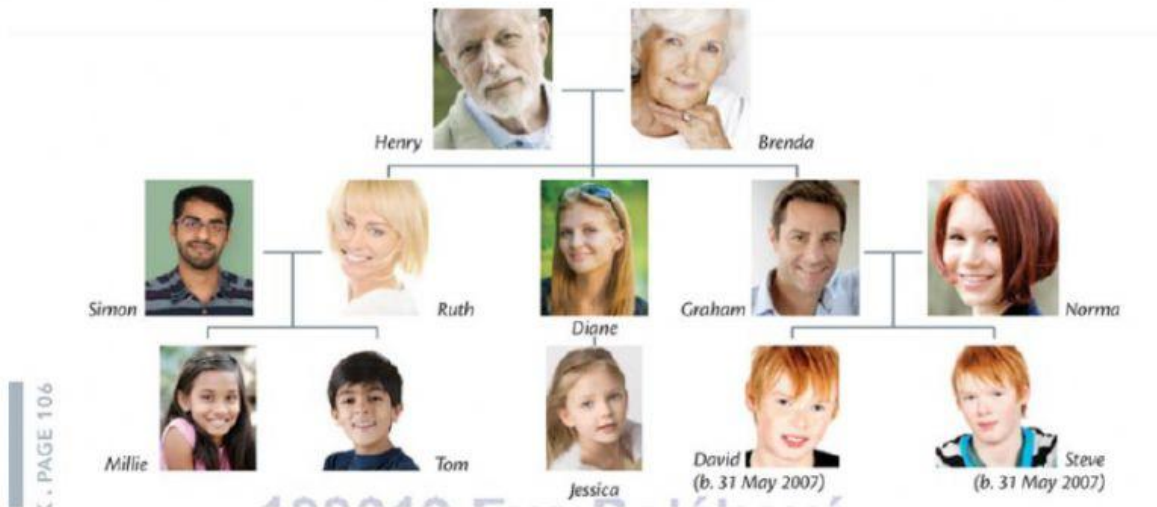 Henry
Brenda
Simon
Ruth
Diane
Graham
Norma
Millie
Tom
Jessica
David
(b. 31 May 2007)
Steve
(b. 31 May 2007)
. PAGE 106